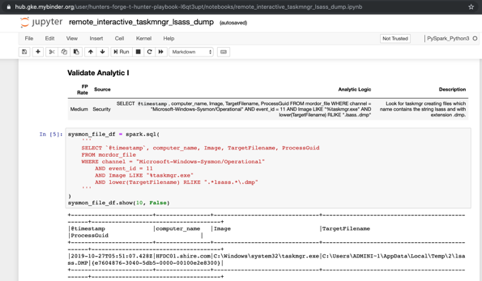 hub.gke.mybinder.org/user/hunters-forge-t-hunter-playbook-l6qt3upt/notebooks/remote_interactive_taskmngr_lsass_dump.ipynb
jupyter remote_interactive_taskmngr_lsass_dump (autosaved)
File Edit View Insert Cell Kernel Help
Not Trusted PySpark_Python3
Run Markdown
Validate Analytic I
FP Rate Source Analytic Logic Description
Medium Security SELECT `@timestamp`, computer_name, Image, TargetFilename, ProcessGuid FROM mordor_file WHERE channel = "Microsoft-Windows-Sysmon/Operational" AND event_id = 11 AND Image LIKE "%taskmgr.exe" AND lower(TargetFilename) RLIKE ".lsass.dmp" Look for taskmgr creating files which name contains the string lsass and with extension .dmp.
In [5]: sysmon_file_df = spark.sql(
'''
SELECT `@timestamp`, computer_name, Image, TargetFilename, ProcessGuid
FROM mordor_file
WHERE channel = "Microsoft-Windows-Sysmon/Operational"
AND event_id = 11
AND Image LIKE "%taskmgr.exe"
AND lower(TargetFilename) RLIKE ".*lsass.*\.dmp"
'''
)
sysmon_file_df.show(10, False)
|@timestamp |computer_name |Image |TargetFilename
|ProcessGuid |
|2019-10-27T05:51:07.428Z|HFDC01.shire.com|C:\Windows\system32\taskmgr.exe|C:\Users\ADMINI~1\AppData\Local\Temp\2\lsa
ss.DMP|{e7604876-3040-5db5-0000-00100e2e8300}|